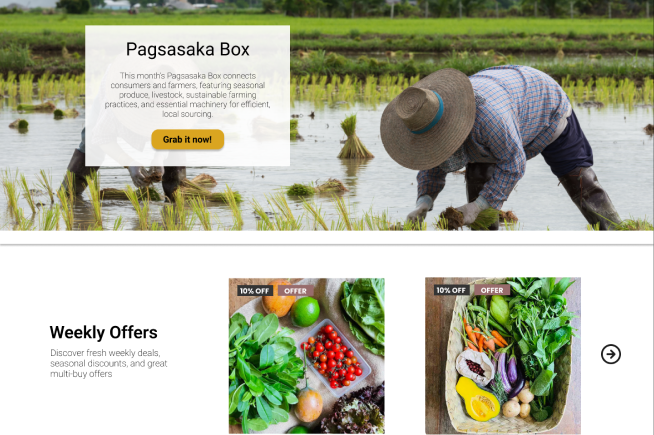 Pagsasaka Box
This month's Pagsasaka Box connects
consumers and farmers, featuring seasonal
produce, livestock, sustainable farming
practices, and essential machinery for efficient,
local sourcing.
Grab it now!
10% OFF OFFER
10% OFF OFFER
Weekly Offers
Discover fresh weekly deals,
seasonal discounts, and great
multi-buy offers